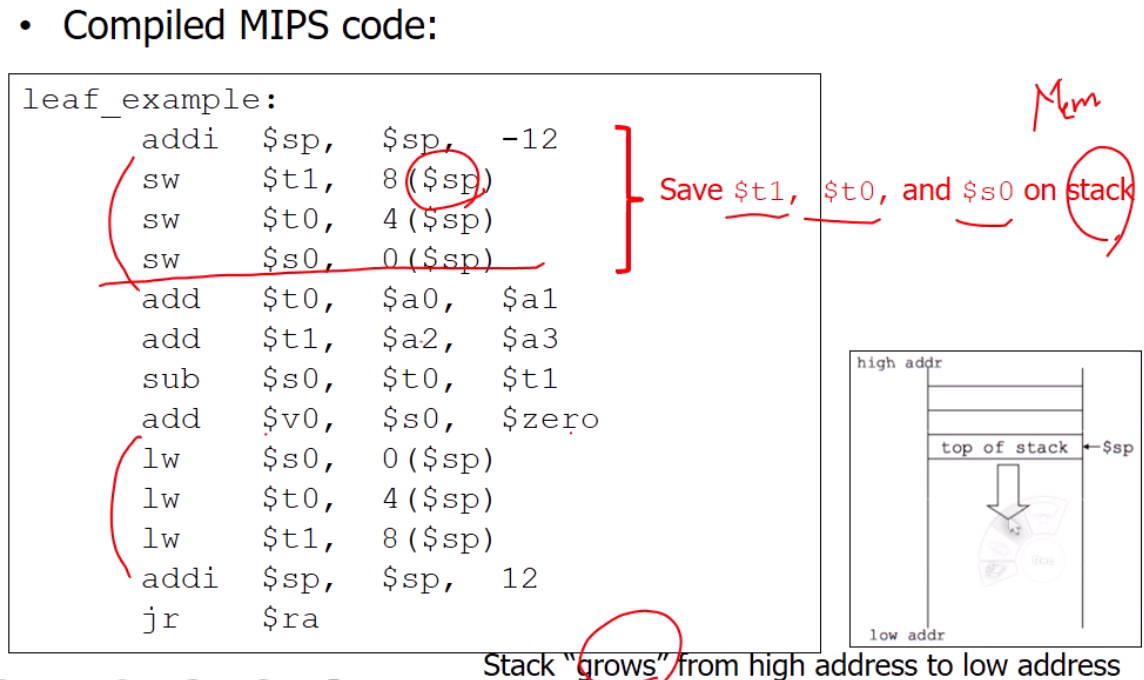 • Compiled MIPS code:
leaf_example:
addi $sp, $sp, -12
sw $t1, 8($sp)
sw $t0, 4($sp)
sw $s0, 0($sp)
add $t0, $a0, $a1
add $t1, $a2, $a3
sub $s0, $t0, $t1
add $v0, $s0, $zero
lw $s0, 0($sp)
lw $t0, 4($sp)
lw $t1, 8($sp)
addi $sp, $sp, 12
jr $ra
Mem
Save $t1, $t0, and $s0 on stack
high addr
top of stack ←$sp
low addr
Stack “grows” from high address to low address